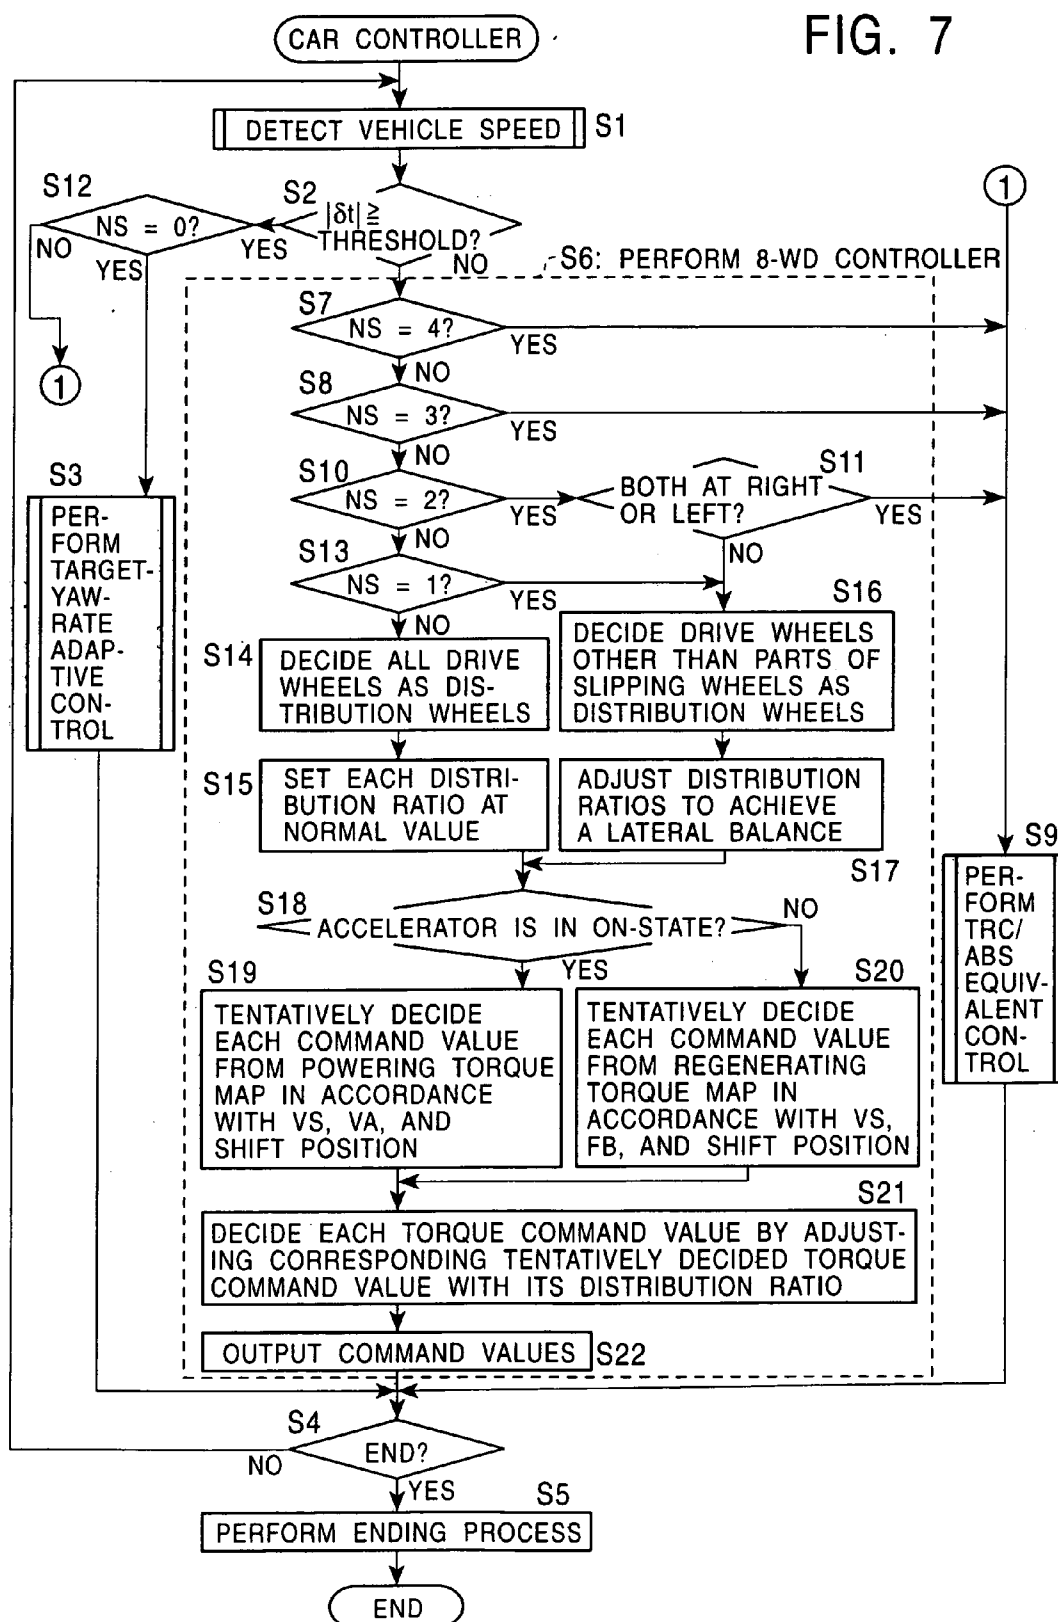 FIG. 7
CAR CONTROLLER
DETECT VEHICLE SPEED
S1
S12
NS = 0?
NO
YES
S2
|δt| ≧
THRESHOLD?
YES
NO
1
1
S6: PERFORM 8-WD CONTROLLER
S7
NS = 4?
YES
NO
S8
NS = 3?
YES
NO
S10
NS = 2?
YES
NO
S11
BOTH AT RIGHT
OR LEFT?
YES
NO
S13
NS = 1?
YES
NO
S3
PER-
FORM
TARGET-
YAW-
RATE
ADAP-
TIVE
CON-
TROL
S14
DECIDE ALL DRIVE
WHEELS AS DIS-
TRIBUTION WHEELS
S16
DECIDE DRIVE WHEELS
OTHER THAN PARTS OF
SLIPPING WHEELS AS
DISTRIBUTION WHEELS
S15
SET EACH DISTRI-
BUTION RATIO AT
NORMAL VALUE
ADJUST DISTRIBUTION
RATIOS TO ACHIEVE
A LATERAL BALANCE
S17
S9
PER-
FORM
TRC/
ABS
EQUIV-
ALENT
CON-
TROL
S18
ACCELERATOR IS IN ON-STATE?
NO
YES
S19
TENTATIVELY DECIDE
EACH COMMAND VALUE
FROM POWERING TORQUE
MAP IN ACCORDANCE
WITH VS, VA, AND
SHIFT POSITION
S20
TENTATIVELY DECIDE
EACH COMMAND VALUE
FROM REGENERATING
TORQUE MAP IN
ACCORDANCE WITH VS,
FB, AND SHIFT POSITION
S21
DECIDE EACH TORQUE COMMAND VALUE BY ADJUST-
ING CORRESPONDING TENTATIVELY DECIDED TORQUE
COMMAND VALUE WITH ITS DISTRIBUTION RATIO
OUTPUT COMMAND VALUES
S22
S4
END?
NO
YES
S5
PERFORM ENDING PROCESS
END